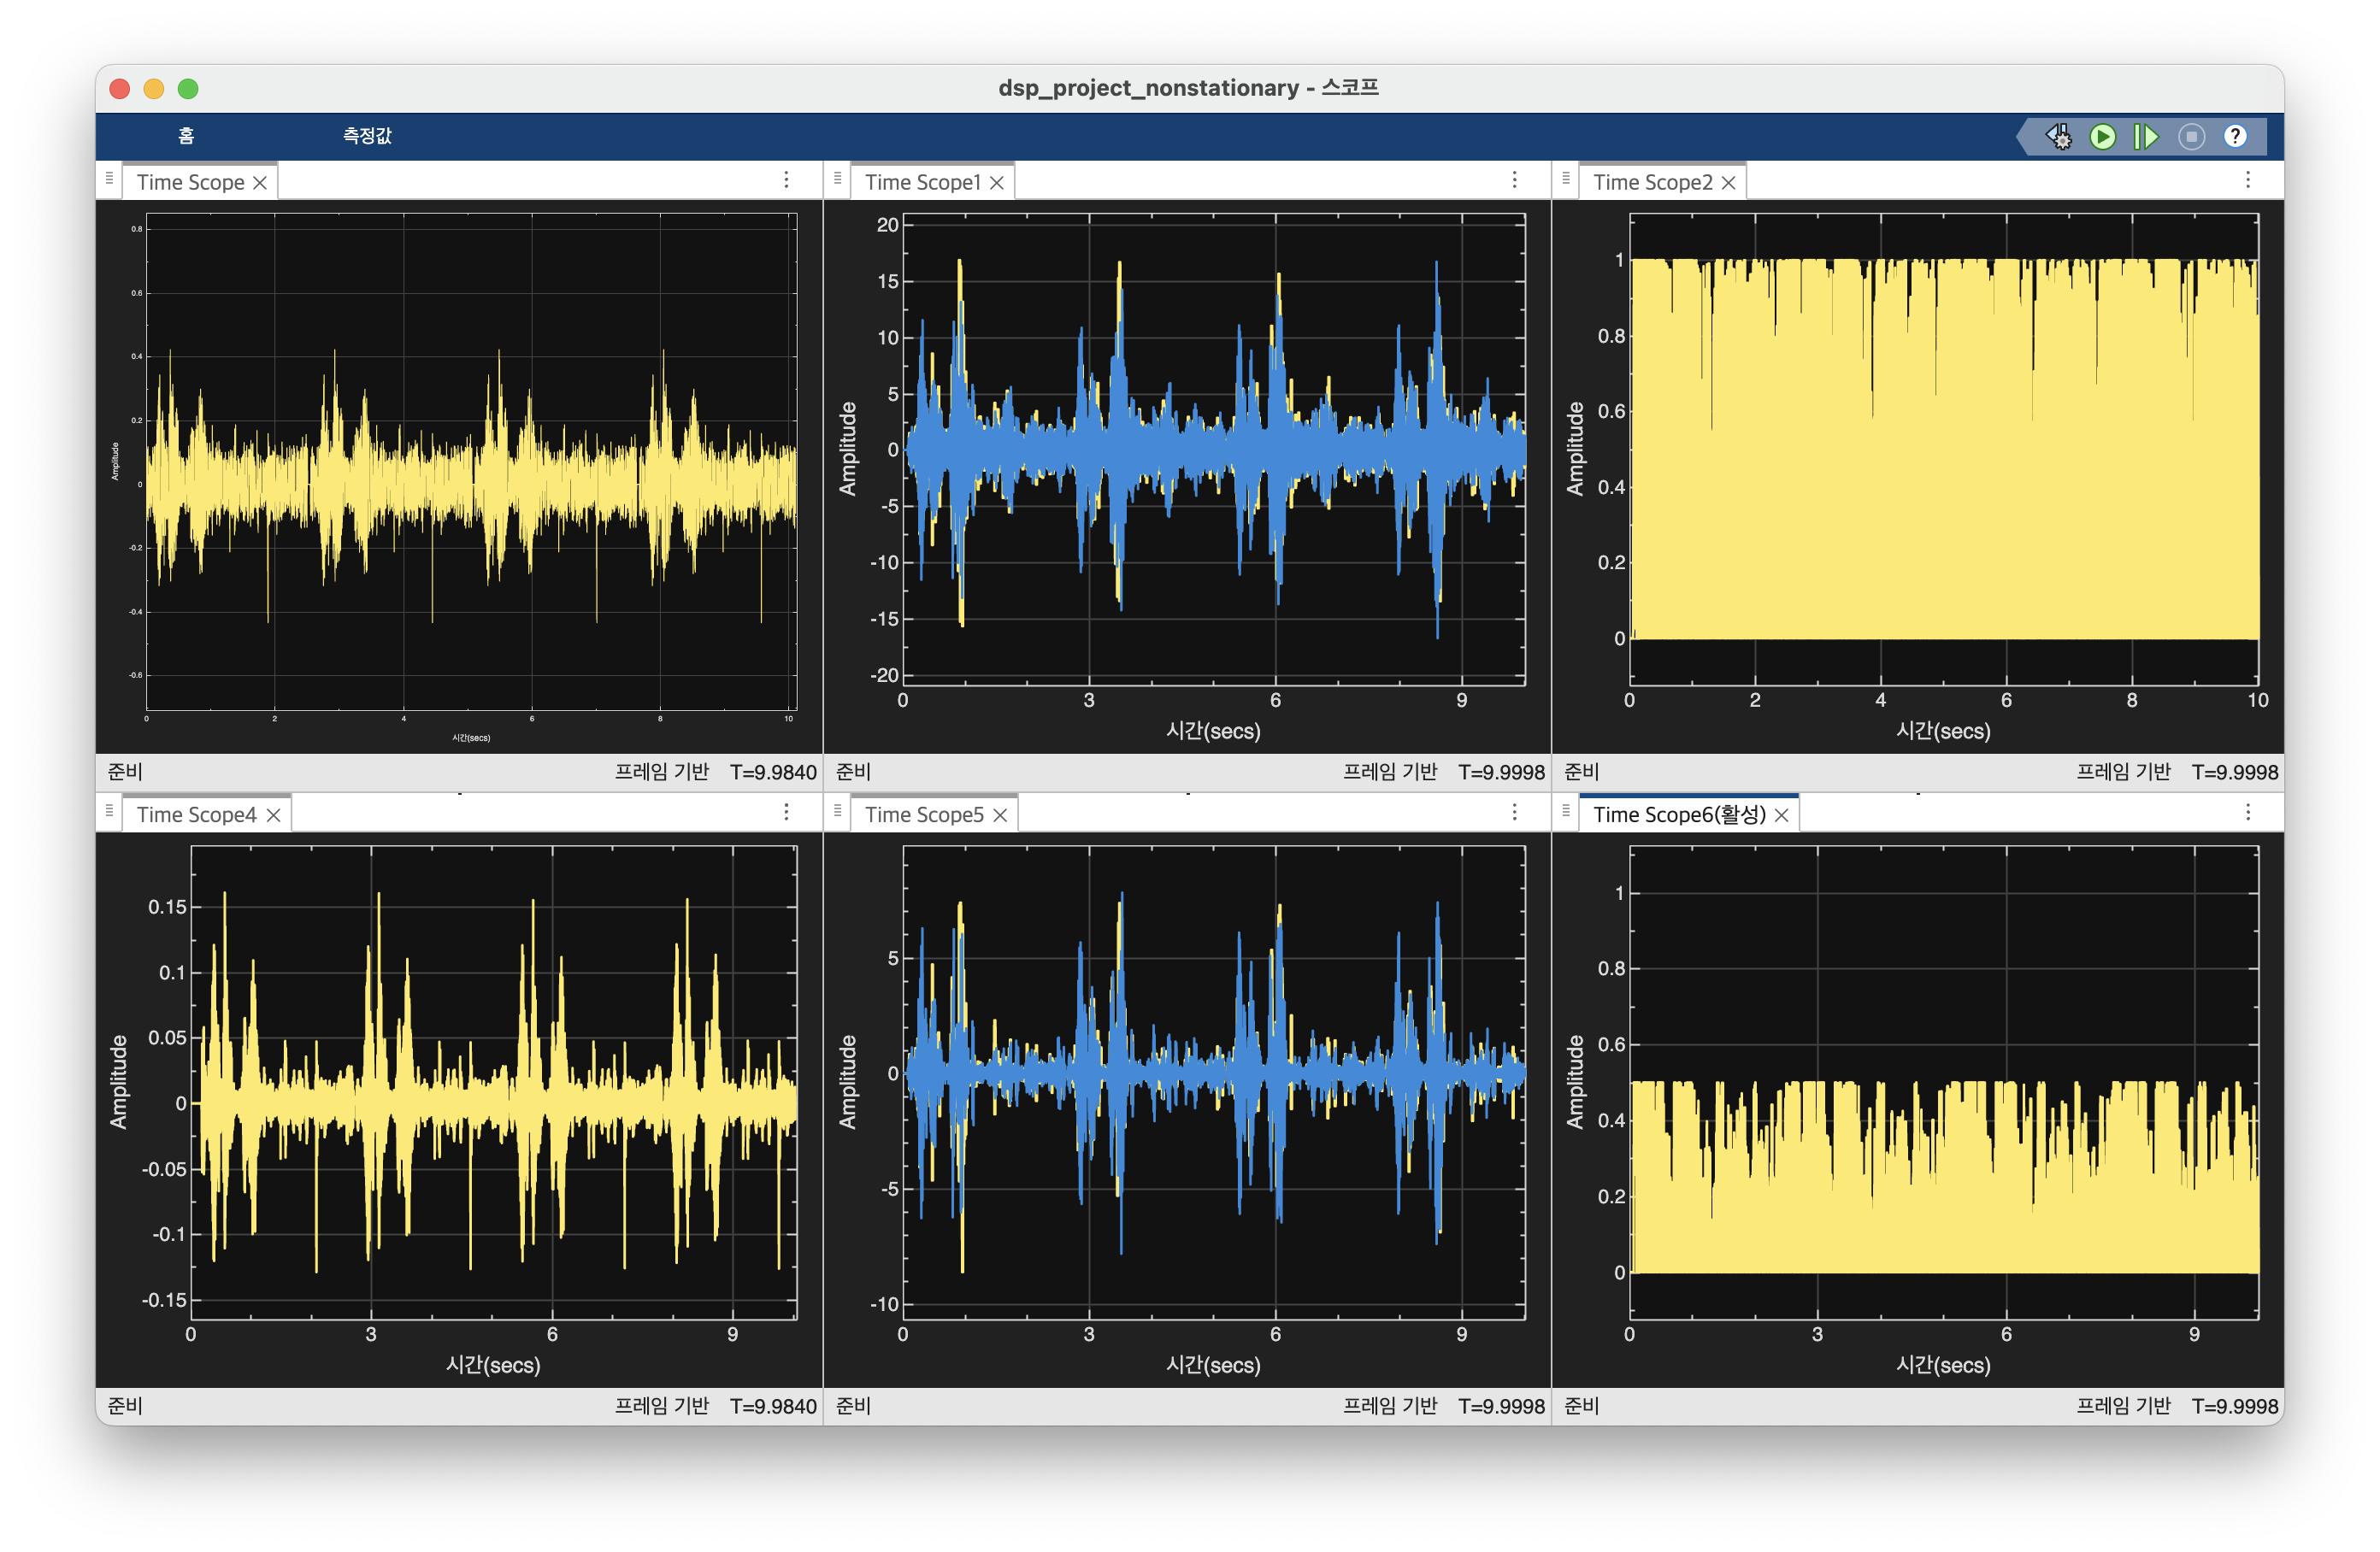 dsp_project_nonstationary - 스코프
홈 측정값
?
Time Scope
0.8
0.6
0.4
0.2
0
-0.2
-0.4
-0.6
Amplitude
0 2 4 6 8 10
시간(secs)
준비 프레임 기반 T=9.9840
Time Scope1
20
15
10
5
0
-5
-10
-15
-20
Amplitude
0 3 6 9
시간(secs)
준비 프레임 기반 T=9.9998
Time Scope2
1
0.8
0.6
0.4
0.2
0
Amplitude
0 2 4 6 8 10
시간(secs)
준비 프레임 기반 T=9.9998
Time Scope4
0.15
0.1
0.05
0
-0.05
-0.1
-0.15
Amplitude
0 3 6 9
시간(secs)
준비 프레임 기반 T=9.9840
Time Scope5
5
0
-5
-10
Amplitude
0 3 6 9
시간(secs)
준비 프레임 기반 T=9.9998
Time Scope6(활성)
1
0.8
0.6
0.4
0.2
0
Amplitude
0 3 6 9
시간(secs)
준비 프레임 기반 T=9.9998